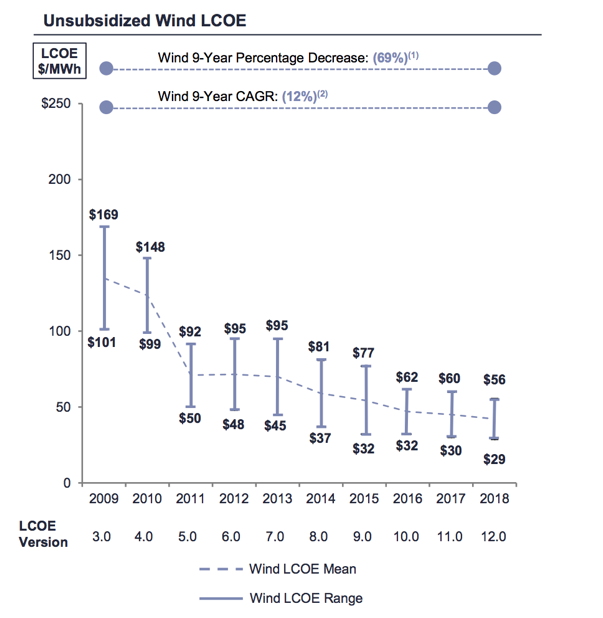 Unsubsidized Wind LCOE
LCOE
$/MWh
Wind 9-Year Percentage Decrease: (69%)(1)
Wind 9-Year CAGR: (12%)(2)
$250
200
150
100
50
0
$169
$148
$92
$95
$95
$81
$77
$62
$60
$56
$101
$99
$50
$48
$45
$37
$32
$32
$30
$29
2009 2010 2011 2012 2013 2014 2015 2016 2017 2018
LCOE
Version
3.0 4.0 5.0 6.0 7.0 8.0 9.0 10.0 11.0 12.0
Wind LCOE Mean
Wind LCOE Range